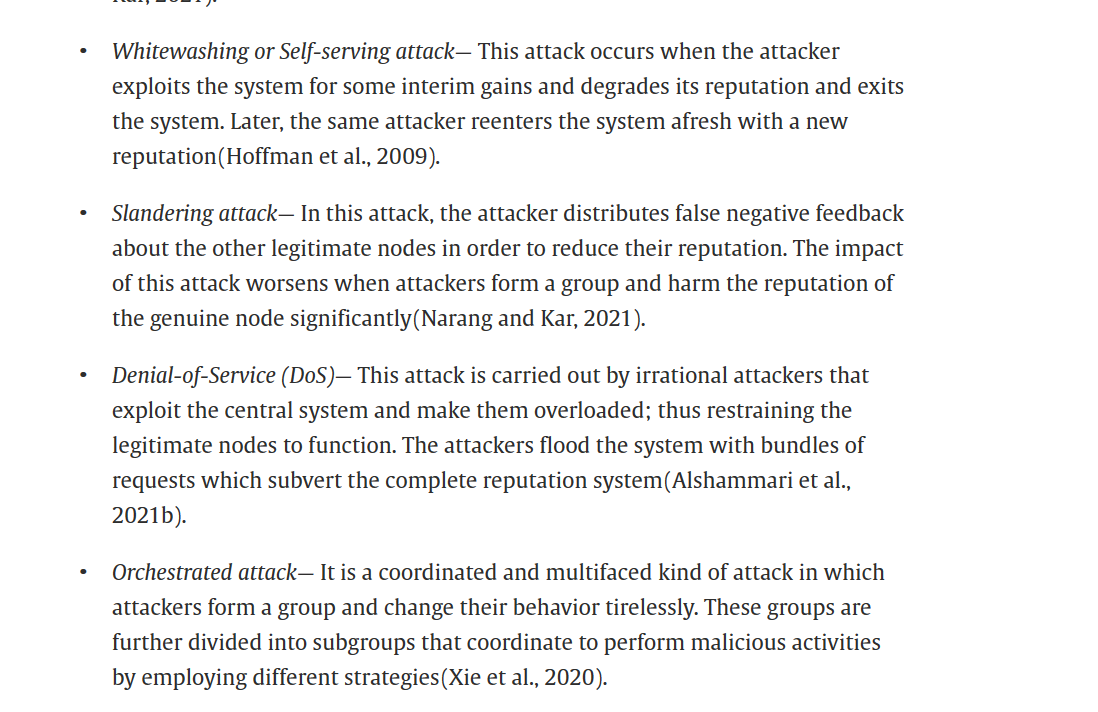 • Whitewashing or Self-serving attack— This attack occurs when the attacker
exploits the system for some interim gains and degrades its reputation and exits
the system. Later, the same attacker reenters the system afresh with a new
reputation(Hoffman et al., 2009).
• Slandering attack— In this attack, the attacker distributes false negative feedback
about the other legitimate nodes in order to reduce their reputation. The impact
of this attack worsens when attackers form a group and harm the reputation of
the genuine node significantly(Narang and Kar, 2021).
• Denial-of-Service (DoS)— This attack is carried out by irrational attackers that
exploit the central system and make them overloaded; thus restraining the
legitimate nodes to function. The attackers flood the system with bundles of
requests which subvert the complete reputation system(Alshammari et al.,
2021b).
• Orchestrated attack— It is a coordinated and multifaced kind of attack in which
attackers form a group and change their behavior tirelessly. These groups are
further divided into subgroups that coordinate to perform malicious activities
by employing different strategies(Xie et al., 2020).